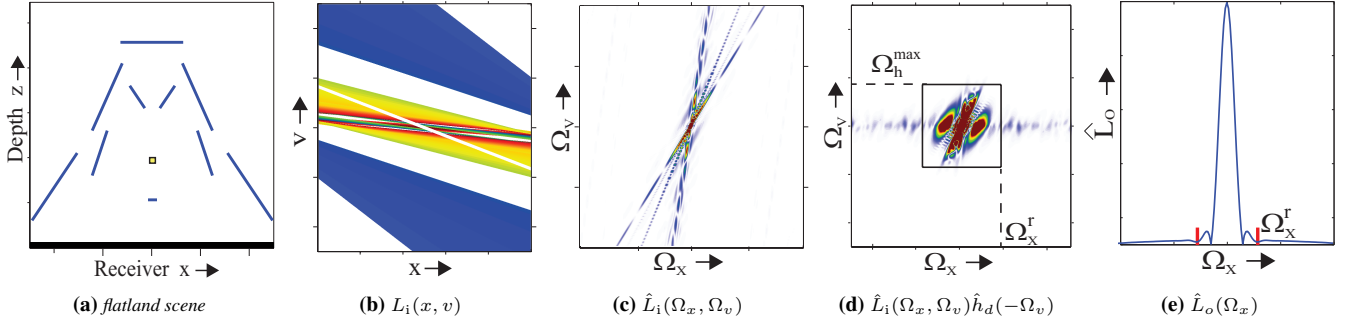 Depth z
Receiver x
(a) flatland scene
v
x
(b) L_i(x, v)
Ω_v
Ω_x
(c) L̂_i(Ω_x, Ω_v)
Ω_h^max
Ω_v
Ω_x^r
Ω_x
(d) L̂_i(Ω_x, Ω_v)ĥ_d(−Ω_v)
L̂_o
Ω_x^r
Ω_x
(e) L̂_o(Ω_x)